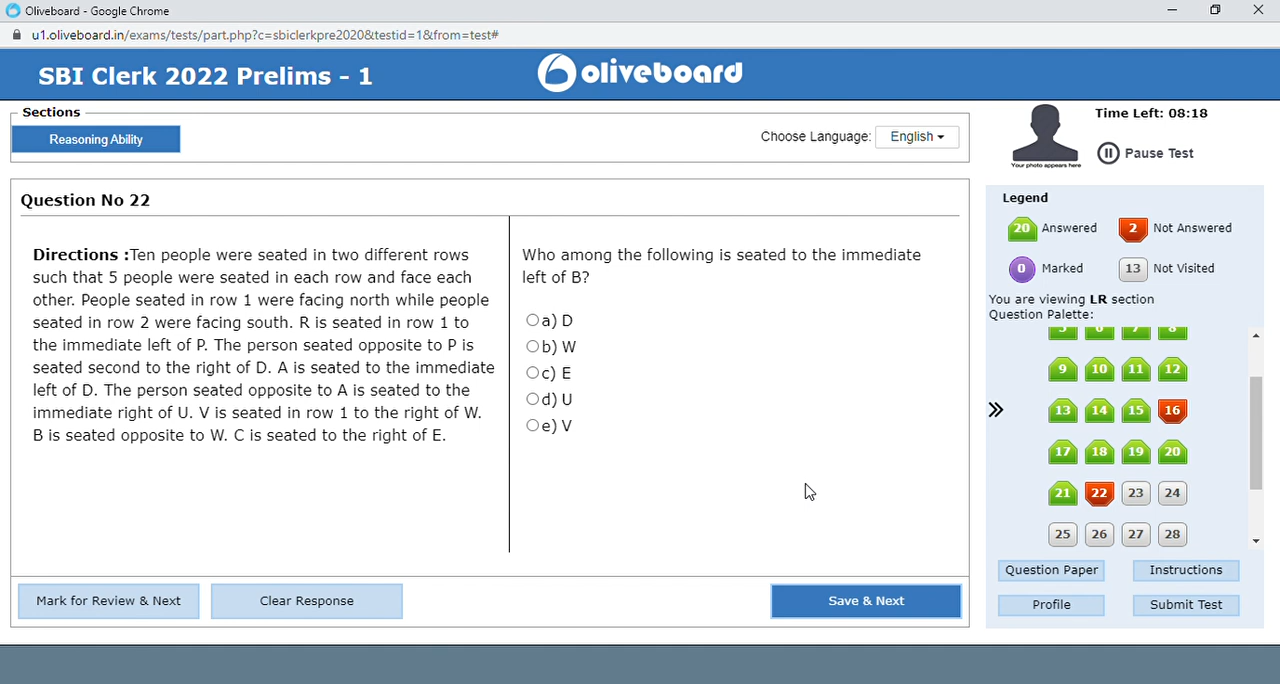 Oliveboard - Google Chrome
u1.oliveboard.in/exams/tests/part.php?c=sbiclerkpre2020&testid=1&from=test#
SBI Clerk 2022 Prelims - 1
oliveboard
Sections
Reasoning Ability
Choose Language: English
Your photo appears here
Time Left: 08:18
Pause Test
Question No 22
Directions :Ten people were seated in two different rows
such that 5 people were seated in each row and face each
other. People seated in row 1 were facing north while people
seated in row 2 were facing south. R is seated in row 1 to
the immediate left of P. The person seated opposite to P is
seated second to the right of D. A is seated to the immediate
left of D. The person seated opposite to A is seated to the
immediate right of U. V is seated in row 1 to the right of W.
B is seated opposite to W. C is seated to the right of E.
Who among the following is seated to the immediate
left of B?
a) D
b) W
c) E
d) U
e) V
Mark for Review & Next
Clear Response
Save & Next
Legend
20 Answered 2 Not Answered
0 Marked 13 Not Visited
You are viewing LR section
Question Palette:
5 6 7 8
9 10 11 12
13 14 15 16
17 18 19 20
21 22 23 24
25 26 27 28
Question Paper Instructions
Profile Submit Test